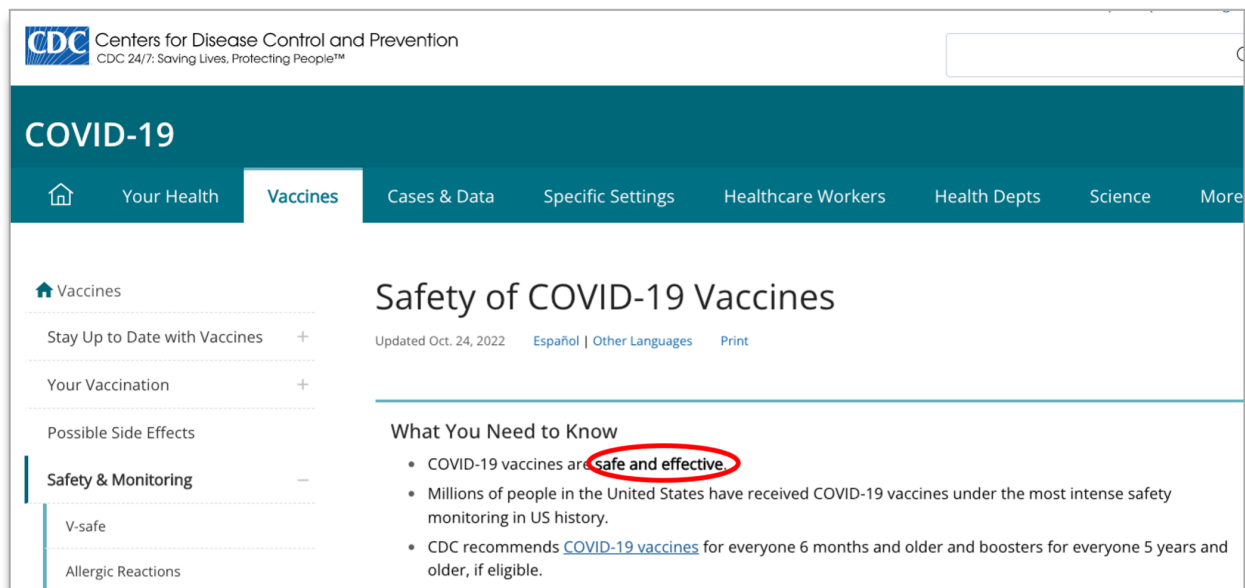 CDC Centers for Disease Control and Prevention
CDC 24/7: Saving Lives, Protecting People™
COVID-19
Your Health Vaccines Cases & Data Specific Settings Healthcare Workers Health Depts Science More
Vaccines
Stay Up to Date with Vaccines +
Your Vaccination +
Possible Side Effects
Safety & Monitoring −
V-safe
Allergic Reactions
Safety of COVID-19 Vaccines
Updated Oct. 24, 2022 Español | Other Languages Print
What You Need to Know
• COVID-19 vaccines are safe and effective.
• Millions of people in the United States have received COVID-19 vaccines under the most intense safety
monitoring in US history.
• CDC recommends COVID-19 vaccines for everyone 6 months and older and boosters for everyone 5 years and
older, if eligible.